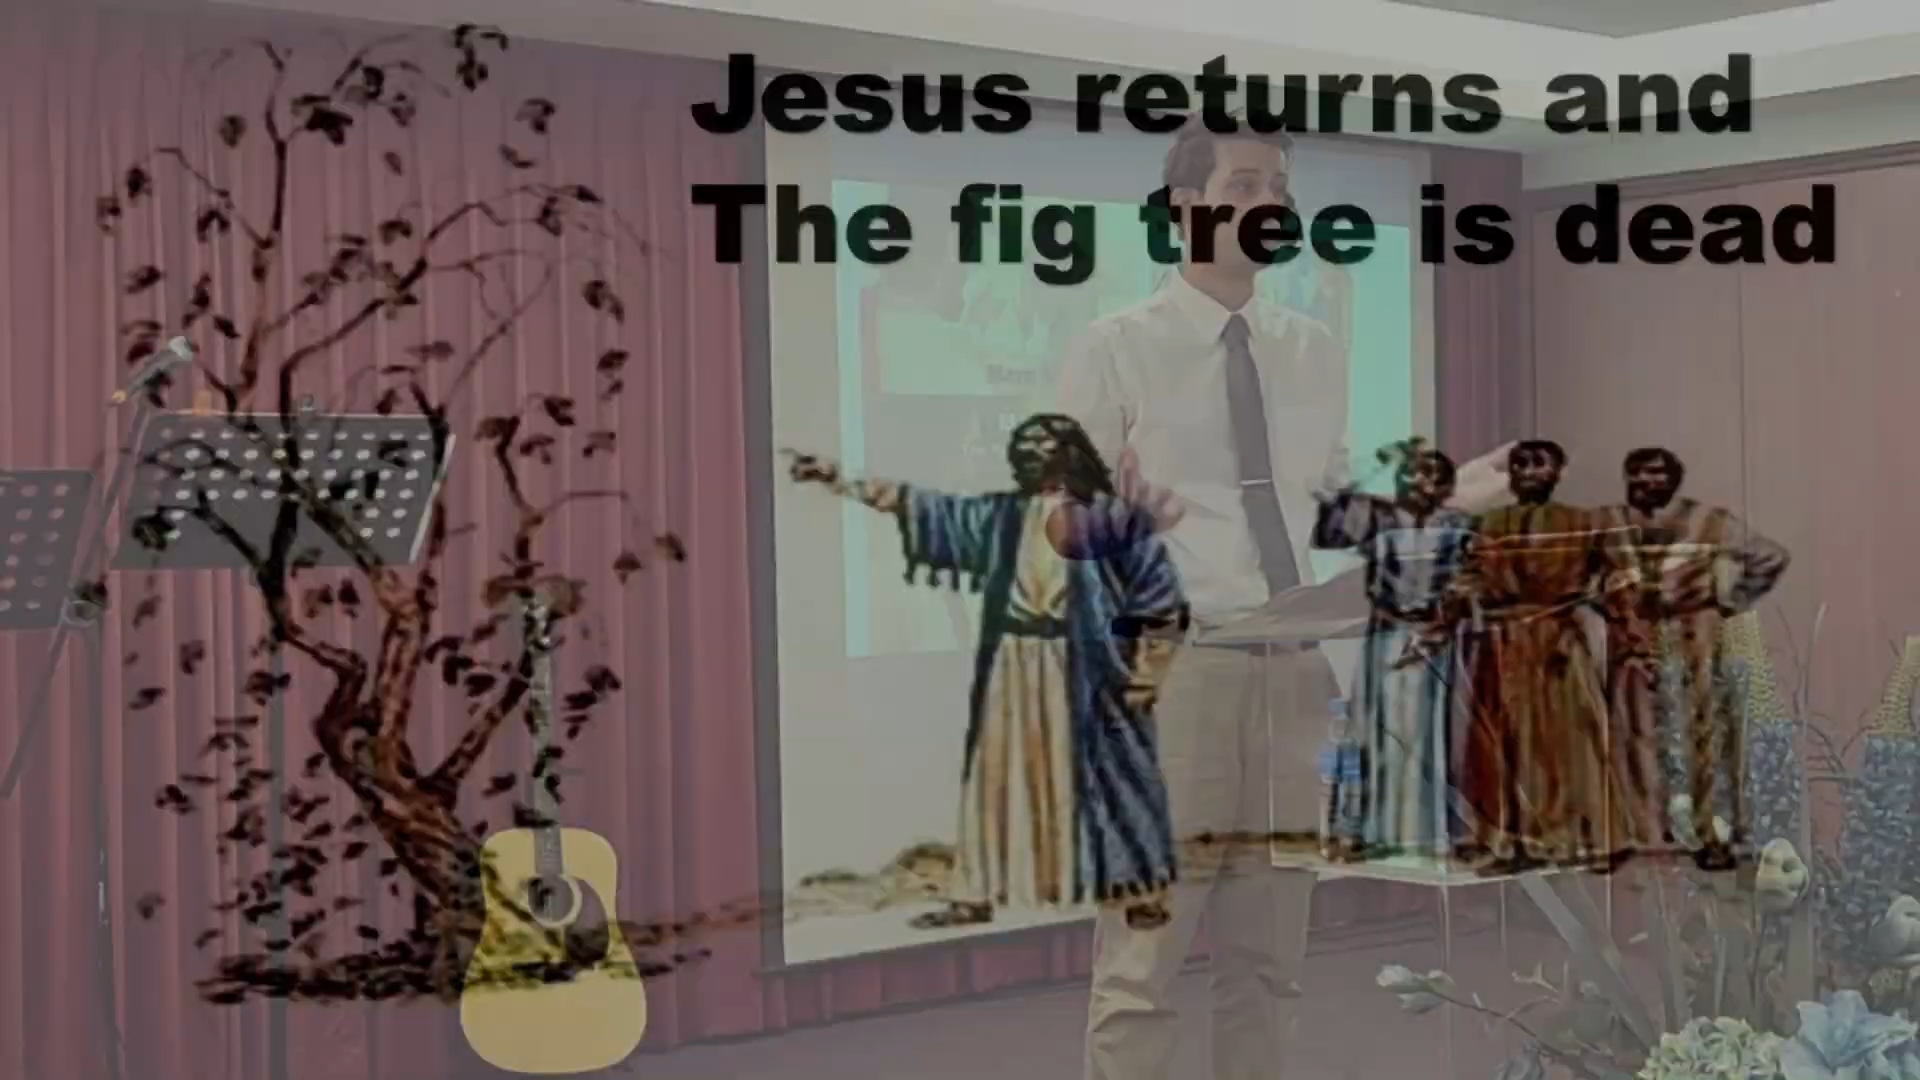 Jesus returns and
The fig tree is dead